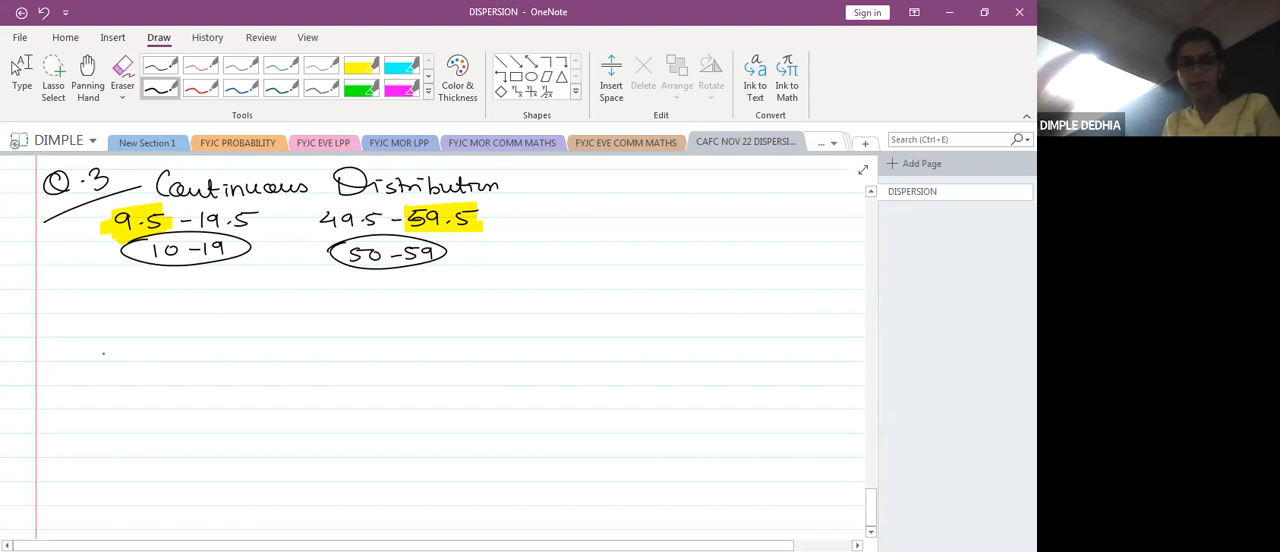 DISPERSION - OneNote
Sign in
File Home Insert Draw History Review View
Type
Lasso Select
Panning Hand
Eraser
Color & Thickness
Insert Space
Delete
Arrange
Rotate
Ink to Text
Ink to Math
Tools
Shapes
Edit
Convert
DIMPLE
New Section 1
FYJC PROBABILITY
FYJC EVE LPP
FYJC MOR LPP
FYJC MOR COMM MATHS
FYJC EVE COMM MATHS
CAFC NOV 22 DISPERSI...
...
Search (Ctrl+E)
Add Page
DISPERSION
DIMPLE DEDHIA
Q.3 Continuous Distribution
9.5 - 19.5 49.5 - 59.5
10 - 19 50 - 59